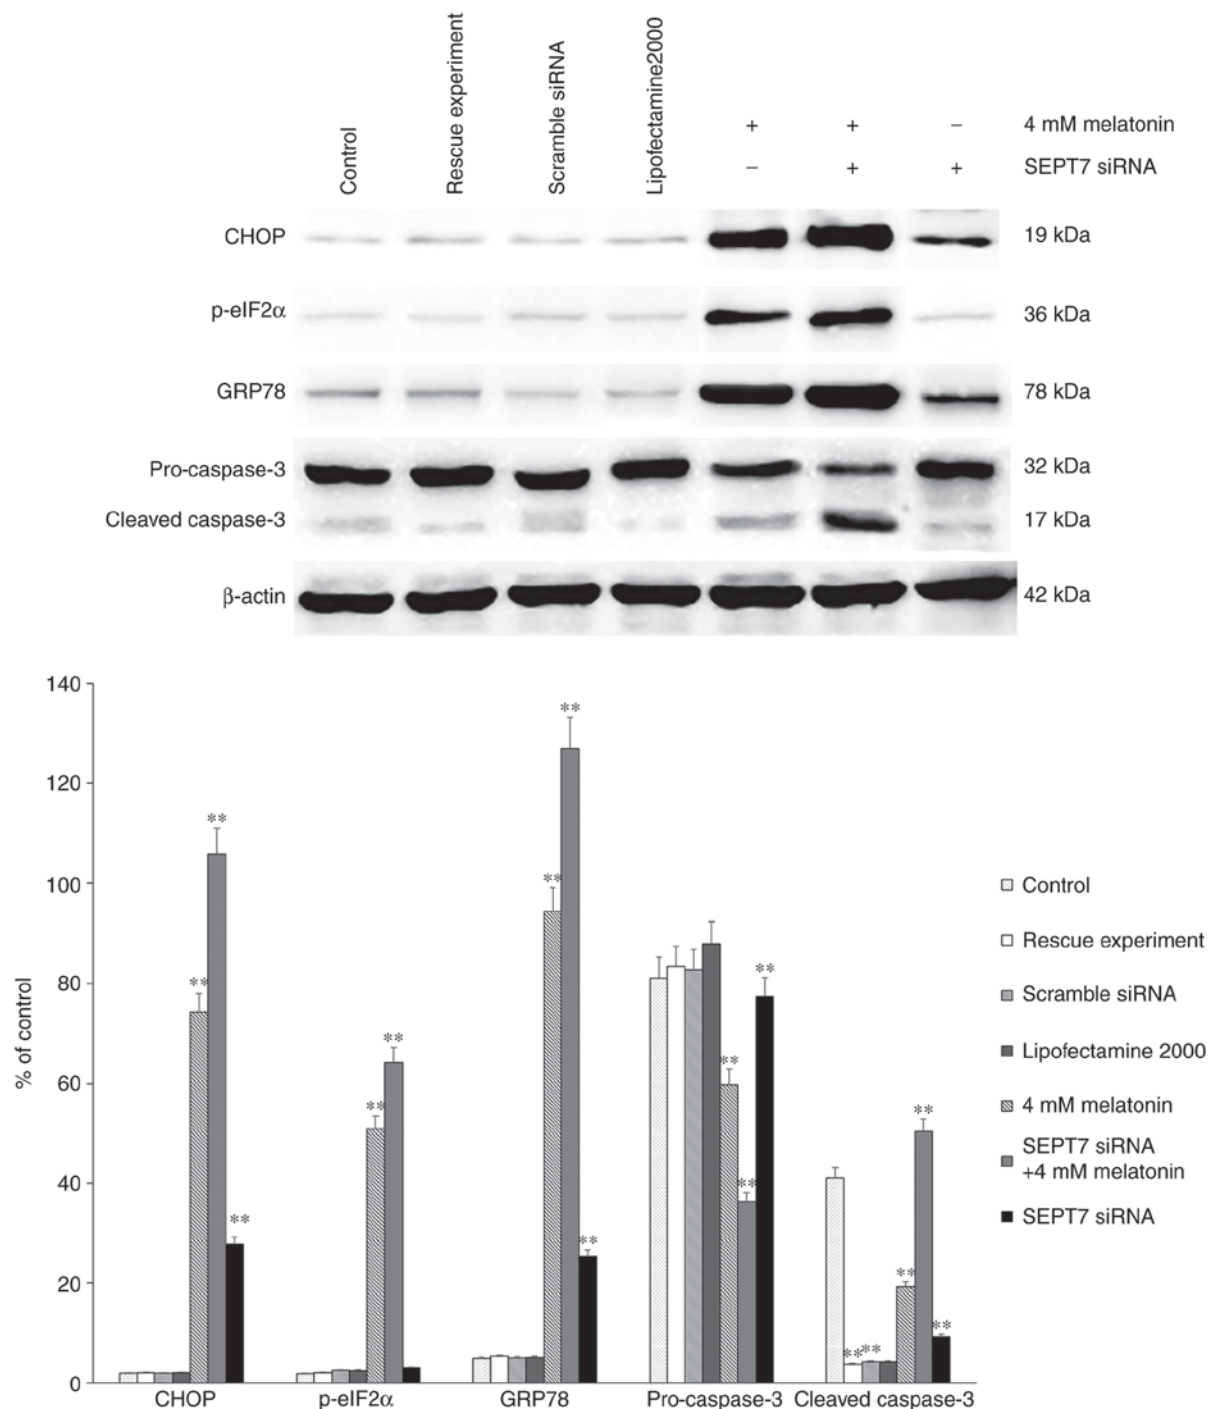 Control
Rescue experiment
Scramble siRNA
Lipofectamine2000
+ + – 4 mM melatonin
– + + SEPT7 siRNA
CHOP 19 kDa
p-eIF2α 36 kDa
GRP78 78 kDa
Pro-caspase-3 32 kDa
Cleaved caspase-3 17 kDa
β-actin 42 kDa
% of control
140
120
100
80
60
40
20
0
** ** **
** **
** ** **
** ** **
** ** ** ** **
CHOP p-eIF2α GRP78 Pro-caspase-3 Cleaved caspase-3
Control
Rescue experiment
Scramble siRNA
Lipofectamine 2000
4 mM melatonin
SEPT7 siRNA
+4 mM melatonin
SEPT7 siRNA